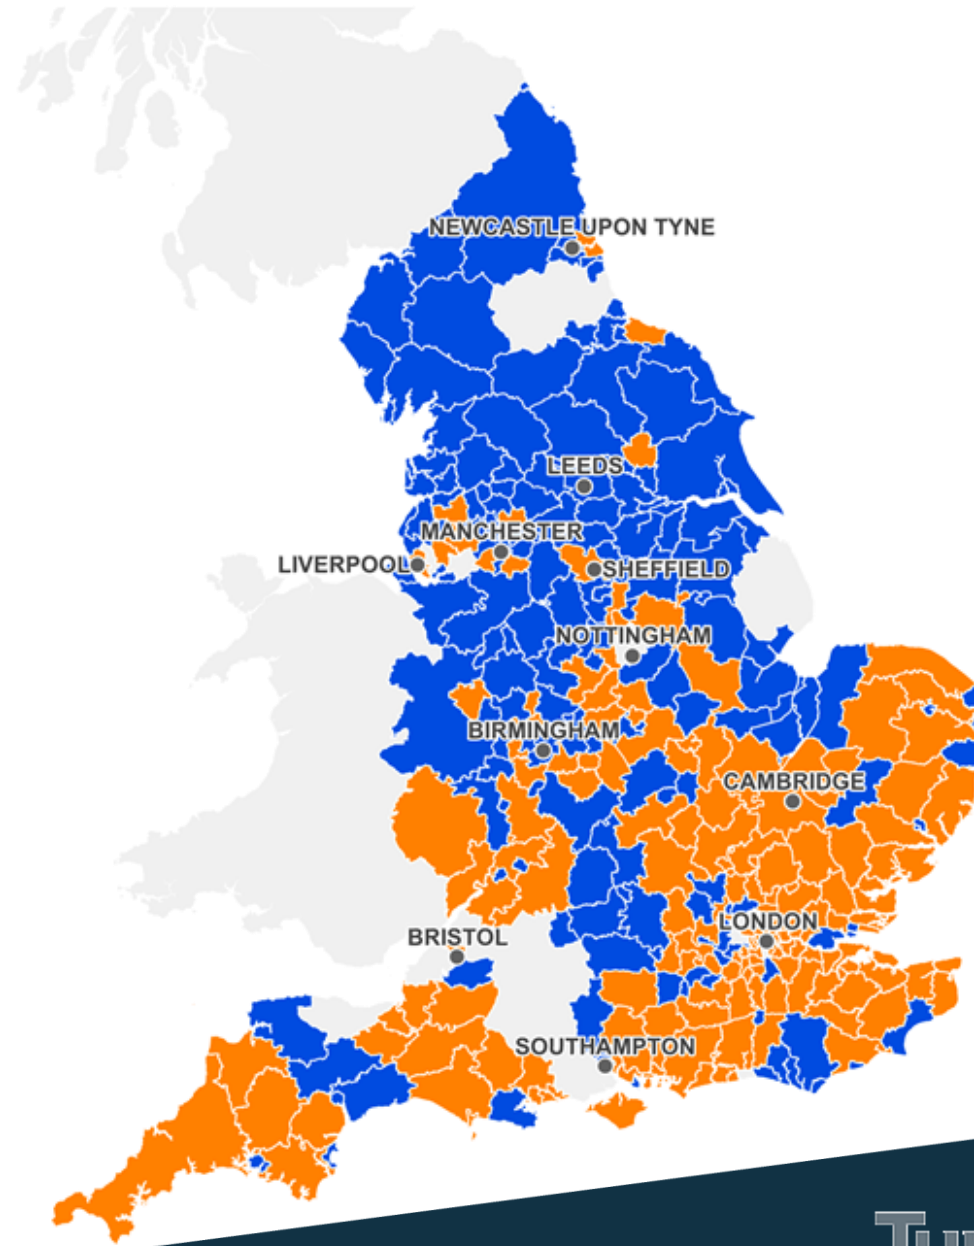 NEWCASTLE UPON TYNE
LEEDS
MANCHESTER
LIVERPOOL
SHEFFIELD
NOTTINGHAM
BIRMINGHAM
CAMBRIDGE
LONDON
BRISTOL
SOUTHAMPTON